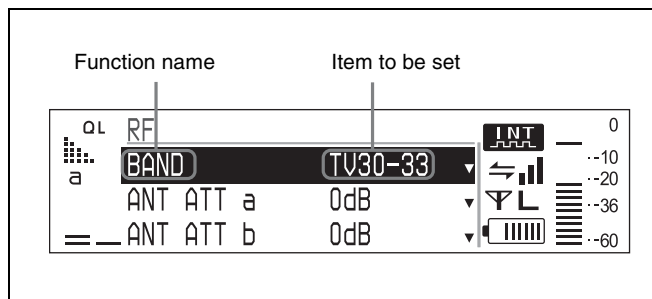 Function name Item to be set
QL RF INT 0
a BAND TV30-33 ▼ -10
-20
ANT ATT a 0dB ▼ L -36
ANT ATT b 0dB ▼ -60